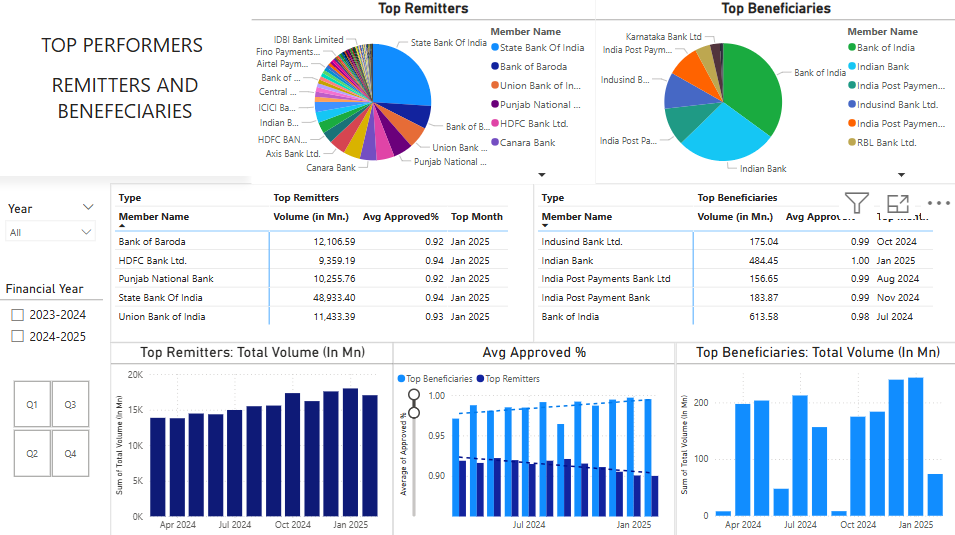 TOP PERFORMERS
REMITTERS AND
BENEFECIARIES
Top Remitters
IDBI Bank Limited
Fino Payments...
Airtel Paym...
Bank of ...
Central ...
ICICI Ba...
Indian B...
HDFC BAN...
Axis Bank Ltd.
Canara Bank
State Bank Of India
Bank of B...
Union Bank ...
Punjab National ...
Member Name
State Bank Of India
Bank of Baroda
Union Bank of In...
Punjab National ...
HDFC Bank Ltd.
Canara Bank
Top Beneficiaries
Karnataka Bank Ltd
India Post Paym...
Indusind B...
India Post Pa...
Bank of India
Indian Bank
Member Name
Bank of India
Indian Bank
India Post Paymen...
Indusind Bank Ltd.
India Post Paymen...
RBL Bank Ltd.
Year
All
Financial Year
2023-2024
2024-2025
Q1 Q3
Q2 Q4
Type Top Remitters
Member Name Volume (in Mn.) Avg Approved% Top Month
Bank of Baroda 12,106.59 0.92 Jan 2025
HDFC Bank Ltd. 9,359.19 0.94 Jan 2025
Punjab National Bank 10,255.76 0.92 Jan 2025
State Bank Of India 48,933.40 0.94 Jan 2025
Union Bank of India 11,433.39 0.93 Jan 2025
Type Top Beneficiaries
Member Name Volume (in Mn.) Avg Top
Indusind Bank Ltd. 175.04 0.99 Oct 2024
Indian Bank 484.45 1.00 Jan 2025
India Post Payments Bank Ltd 156.65 0.99 Aug 2024
India Post Payment Bank 183.87 0.99 Nov 2024
Bank of India 613.58 0.98 Jul 2024
Top Remitters: Total Volume (In Mn)
Sum of Total Volume (In Mn)
20K
15K
10K
5K
0K
Apr 2024 Jul 2024 Oct 2024 Jan 2025
Avg Approved %
Top Beneficiaries Top Remitters
Average of Approved %
1.00
0.95
0.90
Jul 2024 Jan 2025
Top Beneficiaries: Total Volume (In Mn)
Sum of Total Volume (In Mn)
200
100
0
Apr 2024 Jul 2024 Oct 2024 Jan 2025